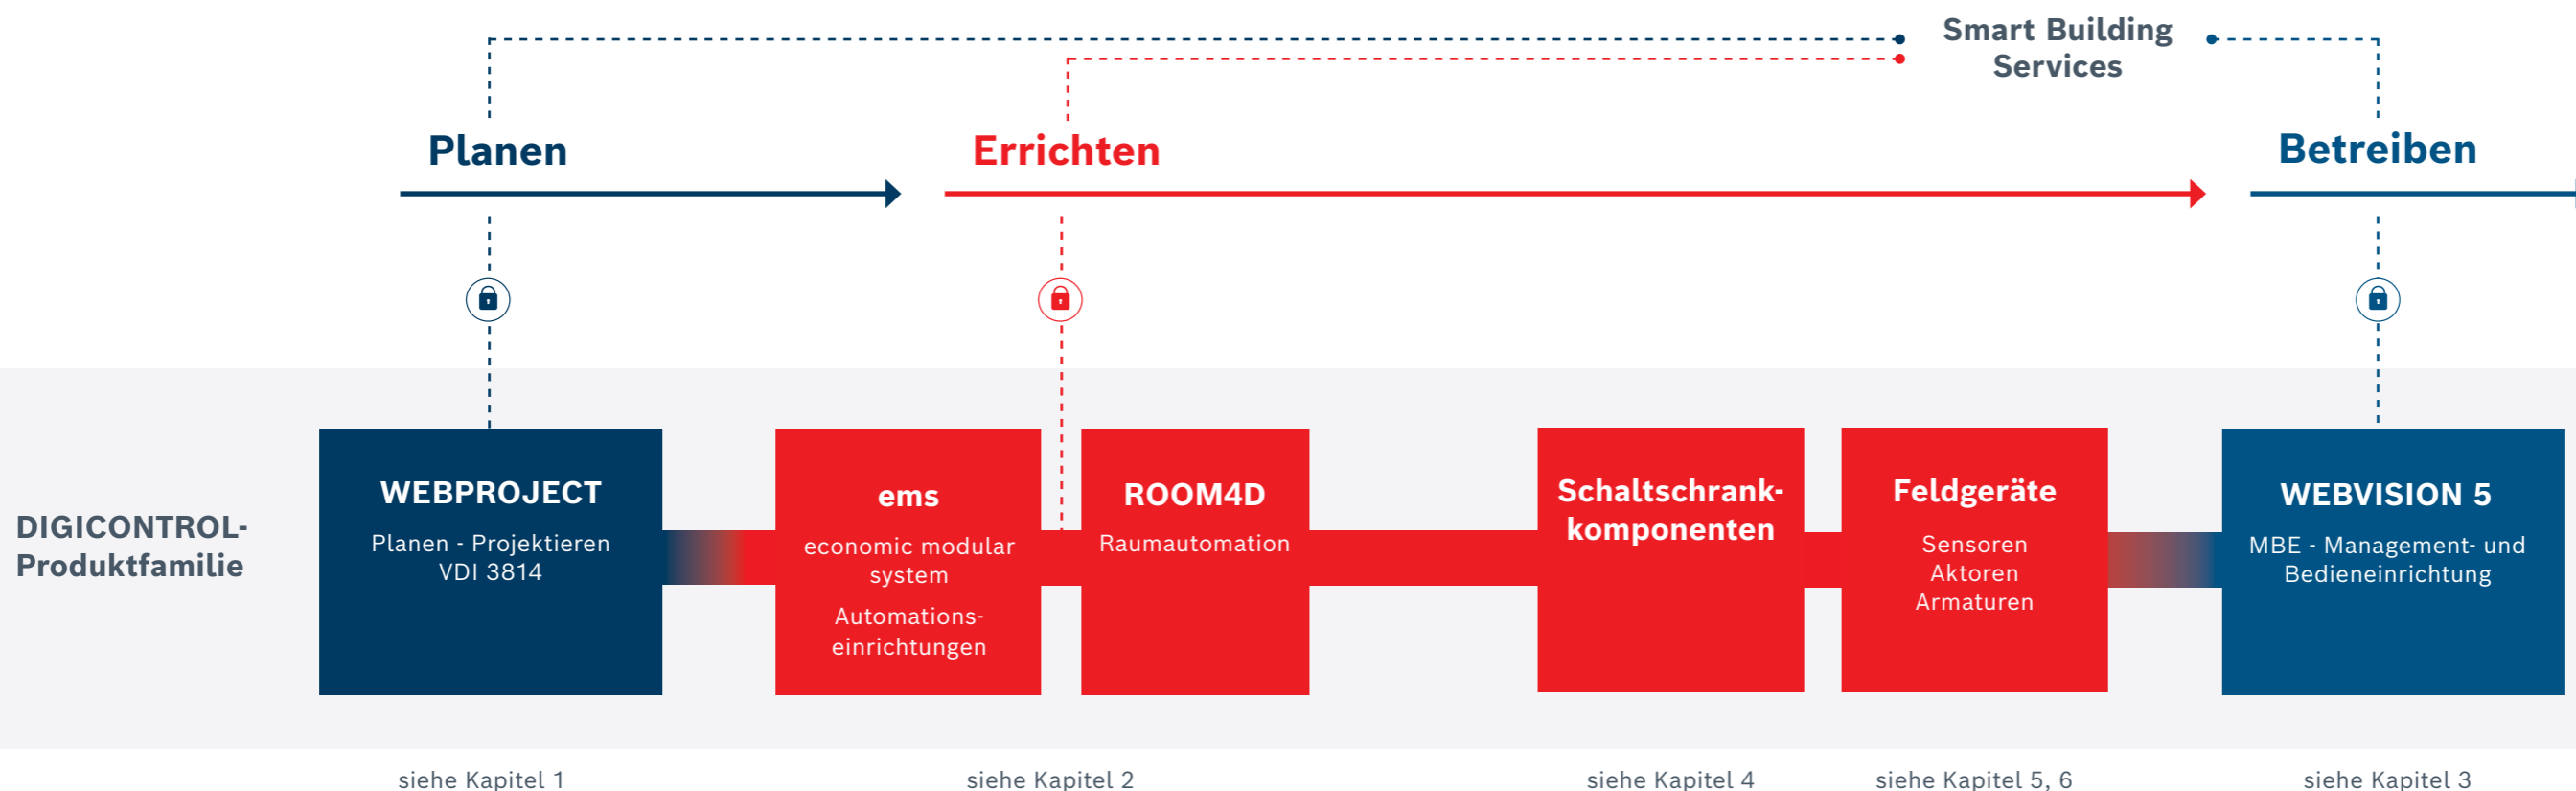 Smart Building
Services
Planen
Errichten
Betreiben
DIGICONTROL-
Produktfamilie
WEBPROJECT
Planen - Projektieren
VDI 3814
ems
economic modular
system
Automations-
einrichtungen
ROOM4D
Raumautomation
Schaltschrank-
komponenten
Feldgeräte
Sensoren
Aktoren
Armaturen
WEBVISION 5
MBE - Management- und
Bedieneinrichtung
siehe Kapitel 1
siehe Kapitel 2
siehe Kapitel 4
siehe Kapitel 5, 6
siehe Kapitel 3